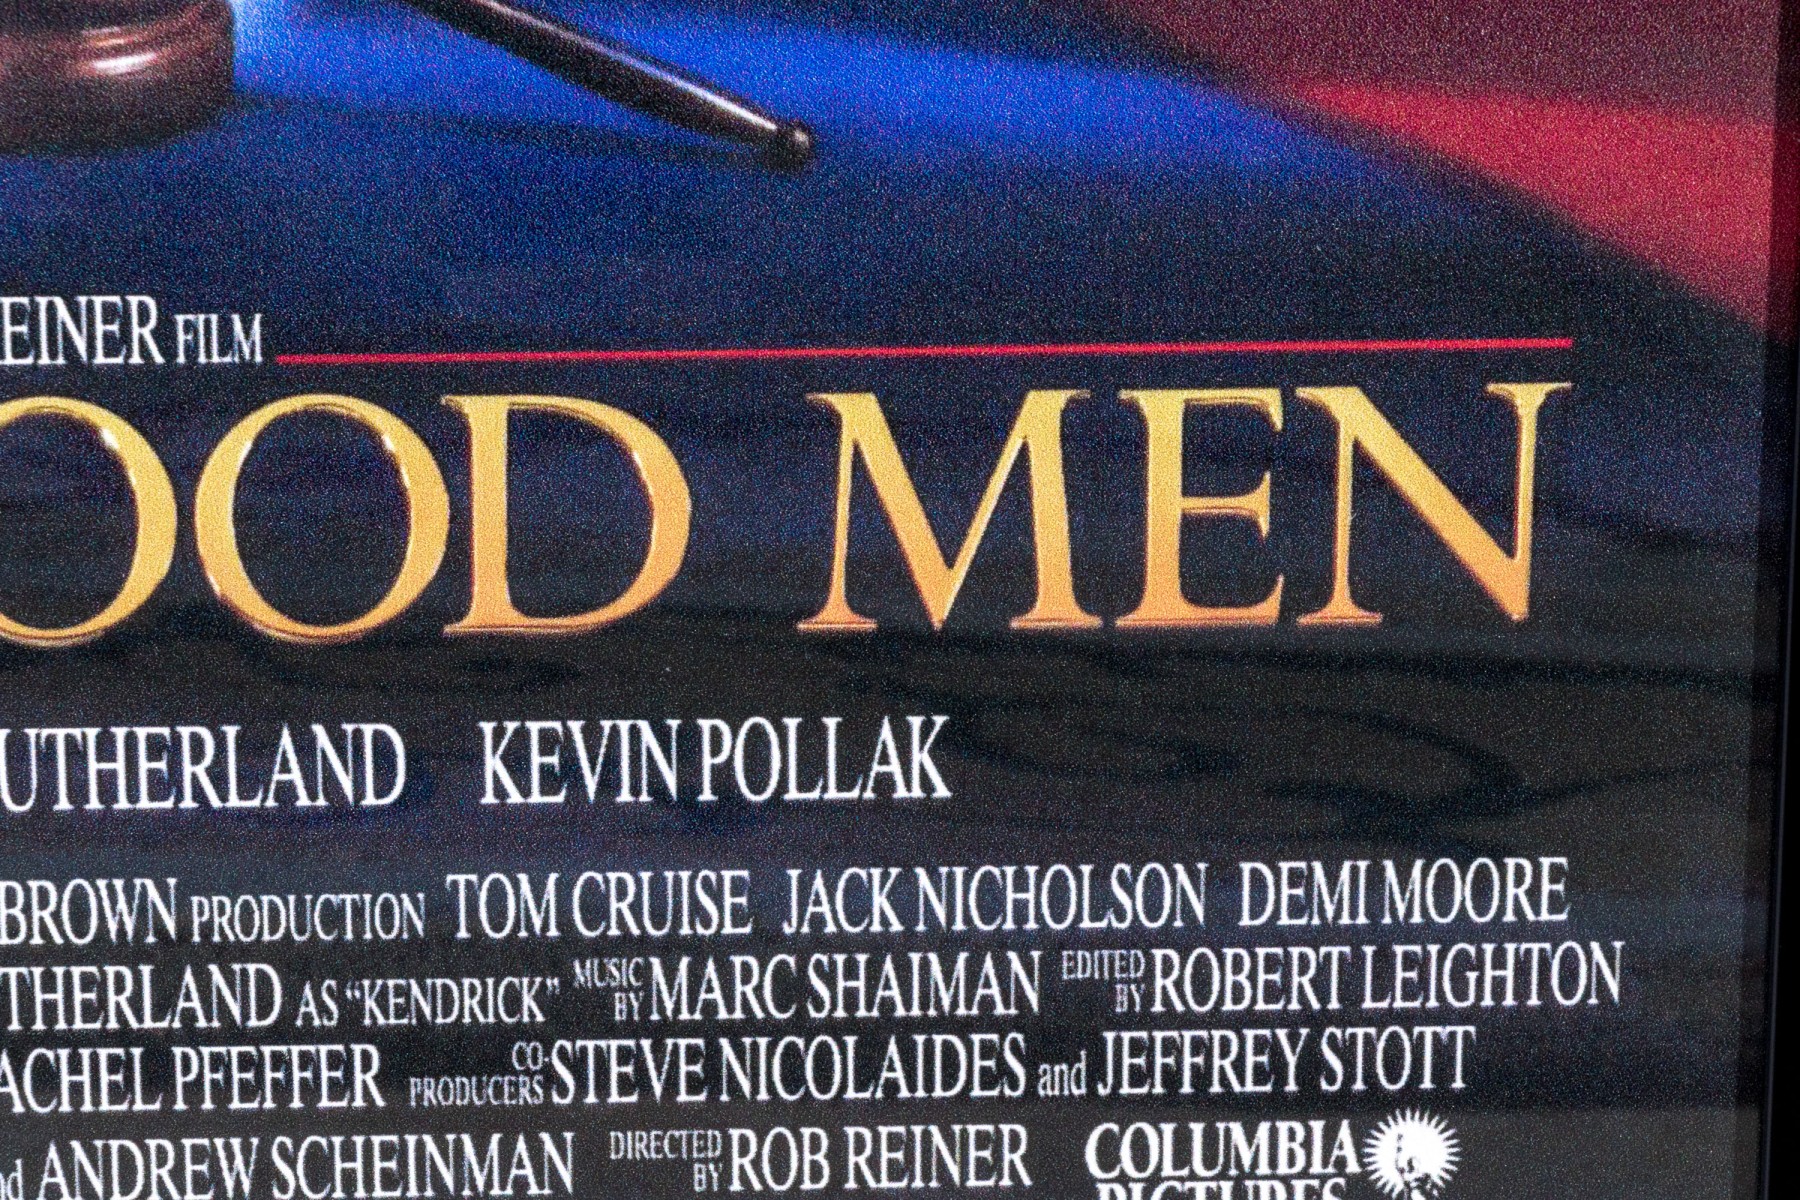 EINER FILM
OOD MEN
UTHERLAND KEVIN POLLAK
BROWN PRODUCTION TOM CRUISE JACK NICHOLSON DEMI MOORE
THERLAND AS “KENDRICK” MUSIC BY MARC SHAIMAN EDITED BY ROBERT LEIGHTON
ACHEL PFEFFER CO-PRODUCERS STEVE NICOLAIDES and JEFFREY STOTT
nd ANDREW SCHEINMAN DIRECTED BY ROB REINER COLUMBIA
PICTURES